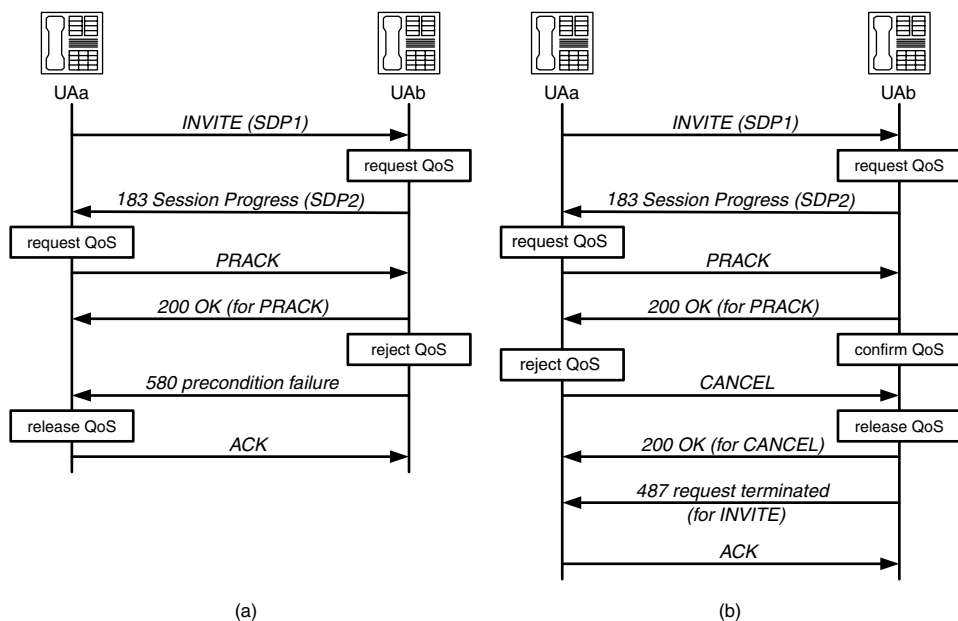 UAa
UAb
INVITE (SDP1)
request QoS
183 Session Progress (SDP2)
request QoS
PRACK
200 OK (for PRACK)
reject QoS
580 precondition failure
release QoS
ACK
(a)
UAa
UAb
INVITE (SDP1)
request QoS
183 Session Progress (SDP2)
request QoS
PRACK
200 OK (for PRACK)
confirm QoS
reject QoS
CANCEL
release QoS
200 OK (for CANCEL)
487 request terminated
(for INVITE)
ACK
(b)